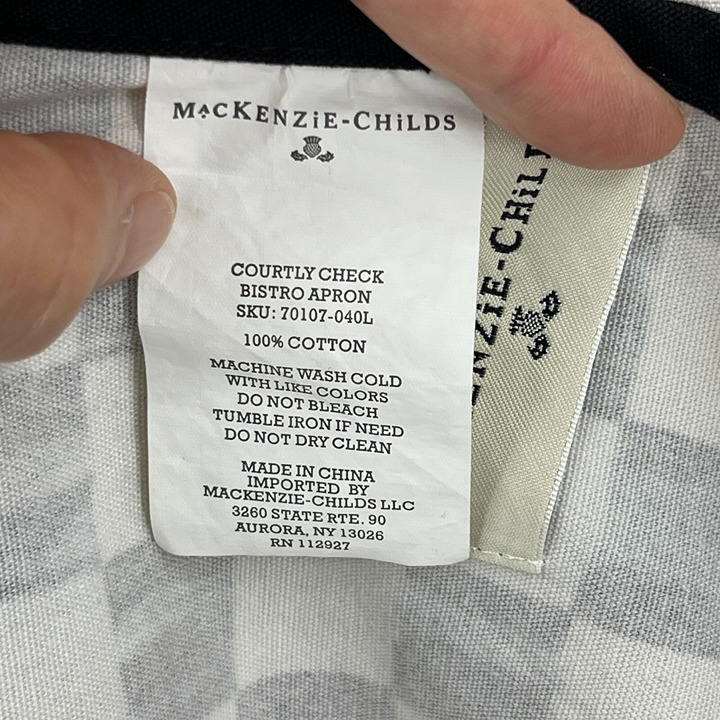 MACKENZiE-CHiLDS
COURTLY CHECK
BISTRO APRON
SKU: 70107-040L
100% COTTON
MACHINE WASH COLD
WITH LIKE COLORS
DO NOT BLEACH
TUMBLE IRON IF NEED
DO NOT DRY CLEAN
MADE IN CHINA
IMPORTED BY
MACKENZIE-CHILDS LLC
3260 STATE RTE. 90
AURORA, NY 13026
RN 112927